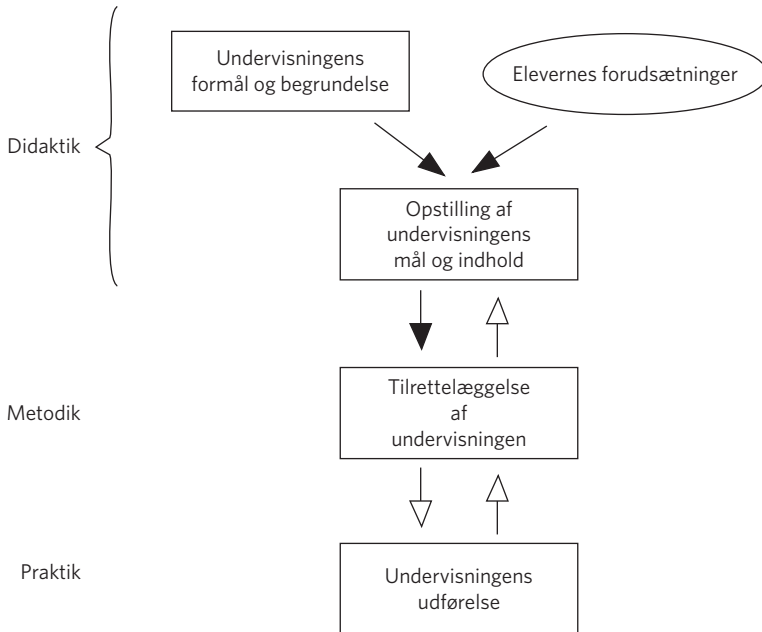 Undervisningens
formål og begrundelse
Elevernes forudsætninger
Didaktik
Opstilling af
undervisningens
mål og indhold
Metodik
Tilrettelæggelse
af
undervisningen
Praktik
Undervisningens
udførelse